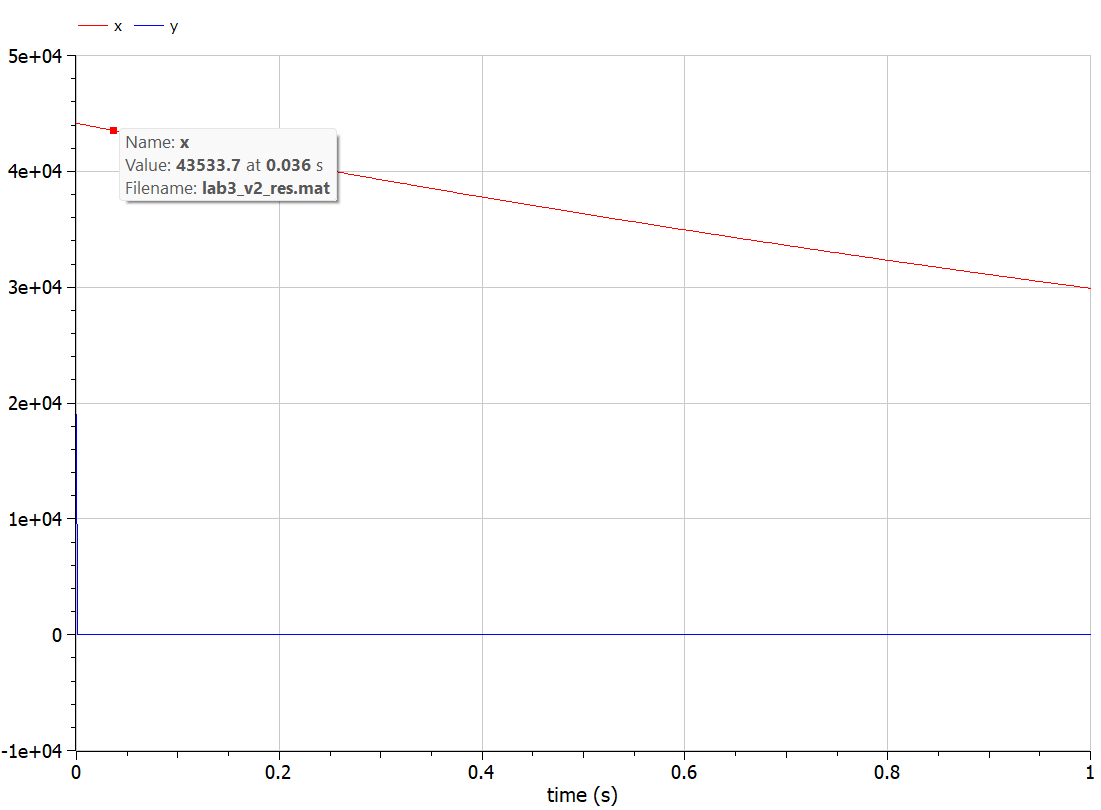 x y
5e+04
Name: x
Value: 43533.7 at 0.036 s
4e+04
Filename: lab3_v2_res.mat
3e+04
2e+04
1e+04
0
-1e+04
0 0.2 0.4 0.6 0.8 1
time (s)